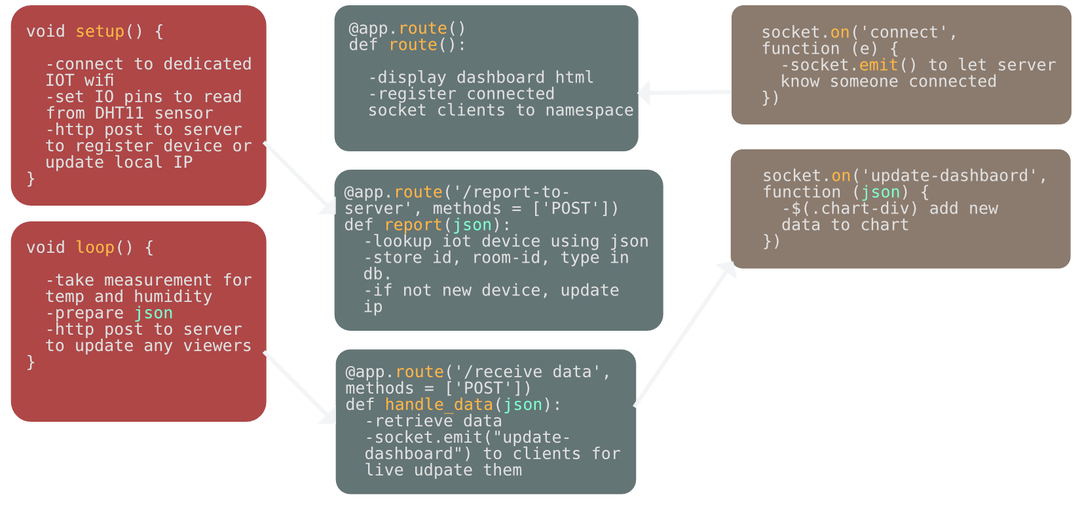 void setup() {
-connect to dedicated
IOT wifi
-set IO pins to read
from DHT11 sensor
-http post to server
to register device or
update local IP
}
void loop() {
-take measurement for
temp and humidity
-prepare json
-http post to server
to update any viewers
}
@app.route()
def route():
-display dashboard html
-register connected
socket clients to namespace
@app.route('/report-to-
server', methods = ['POST'])
def report(json):
-lookup iot device using json
-store id, room-id, type in
db.
-if not new device, update
ip
@app.route('/receive data',
methods = ['POST'])
def handle_data(json):
-retrieve data
-socket.emit("update-
dashboard") to clients for
live udpate them
socket.on('connect',
function (e) {
-socket.emit() to let server
know someone connected
})
socket.on('update-dashbaord',
function (json) {
-$(.chart-div) add new
data to chart
})